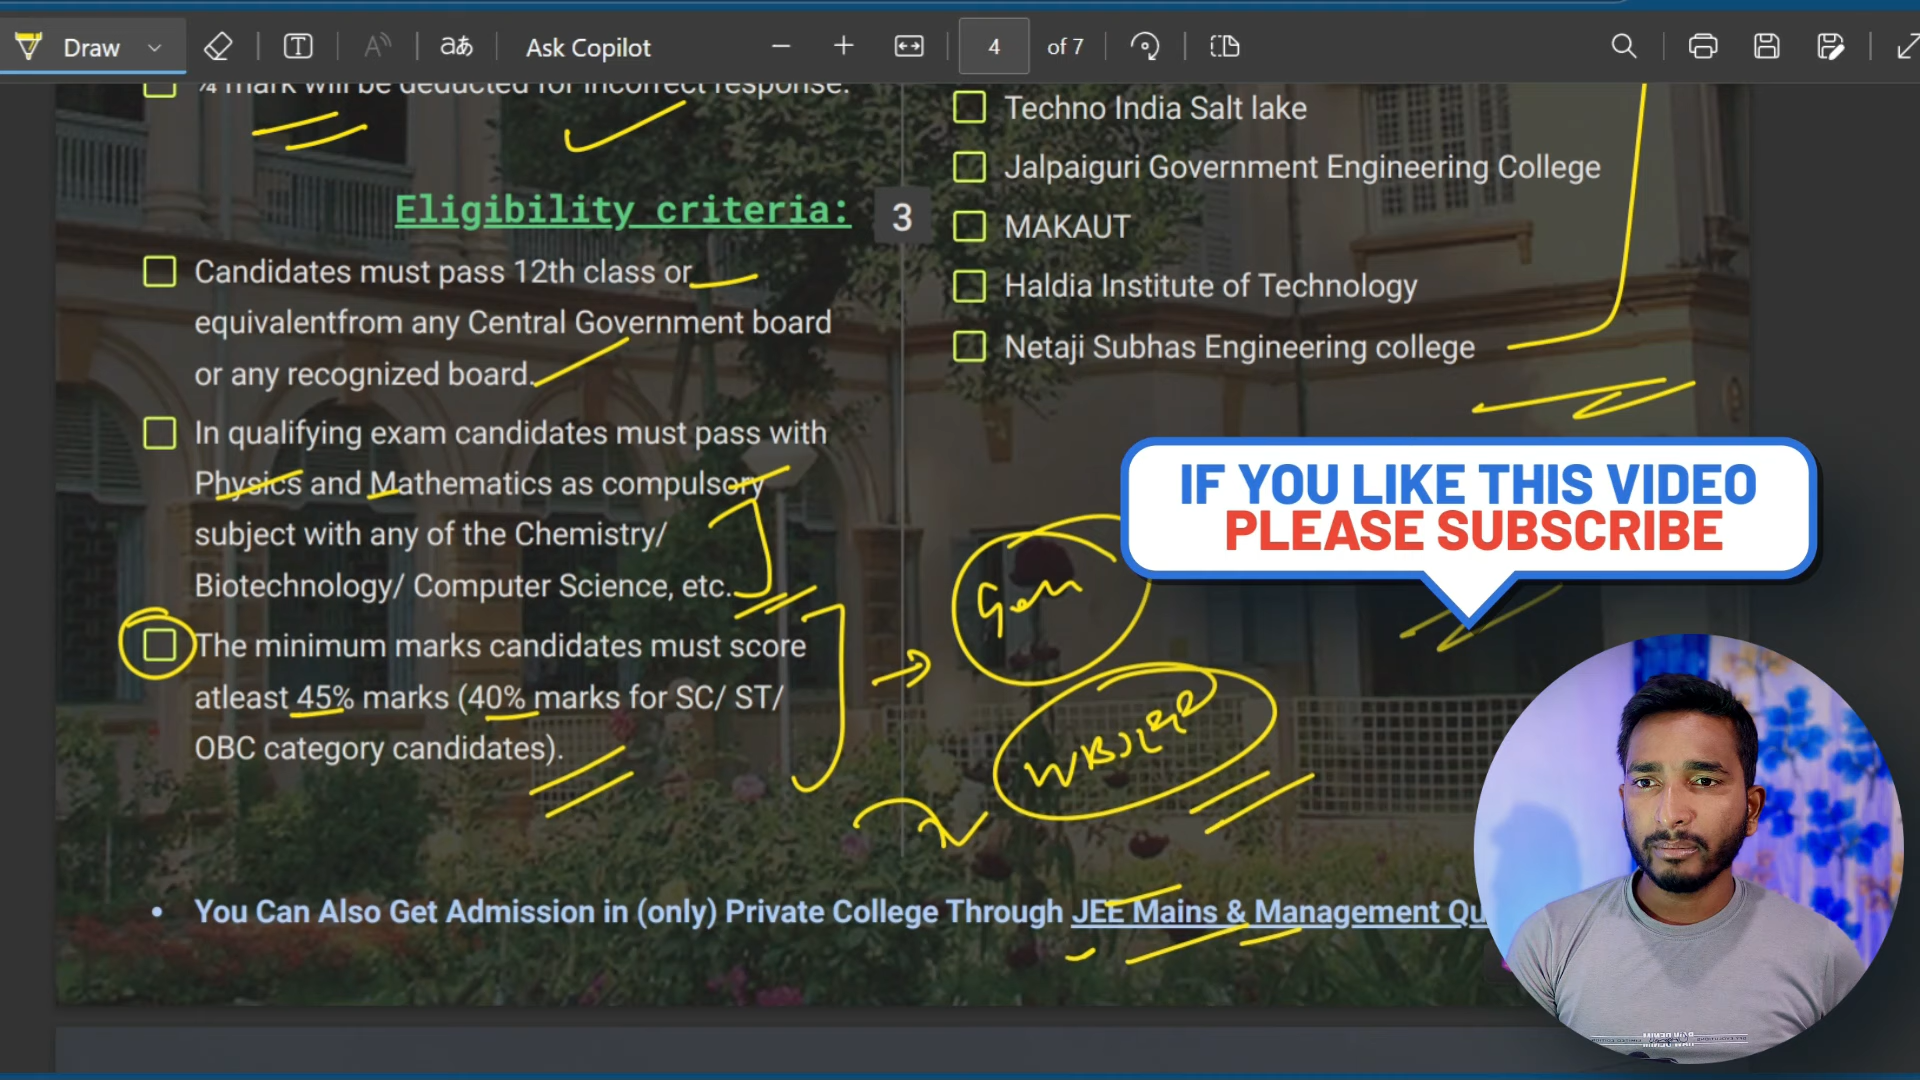 Draw
T
A
aあ
Ask Copilot
4
of 7
¼ mark will be deducted for incorrect response.
Eligibility criteria:
Candidates must pass 12th class or
equivalentfrom any Central Government board
or any recognized board.
In qualifying exam candidates must pass with
Physics and Mathematics as compulsory
subject with any of the Chemistry/
Biotechnology/ Computer Science, etc.
The minimum marks candidates must score
atleast 45% marks (40% marks for SC/ ST/
OBC category candidates).
3
Techno India Salt lake
Jalpaiguri Government Engineering College
MAKAUT
Haldia Institute of Technology
Netaji Subhas Engineering college
IF YOU LIKE THIS VIDEO
PLEASE SUBSCRIBE
Gen
WBJEE
• You Can Also Get Admission in (only) Private College Through JEE Mains & Management Qu